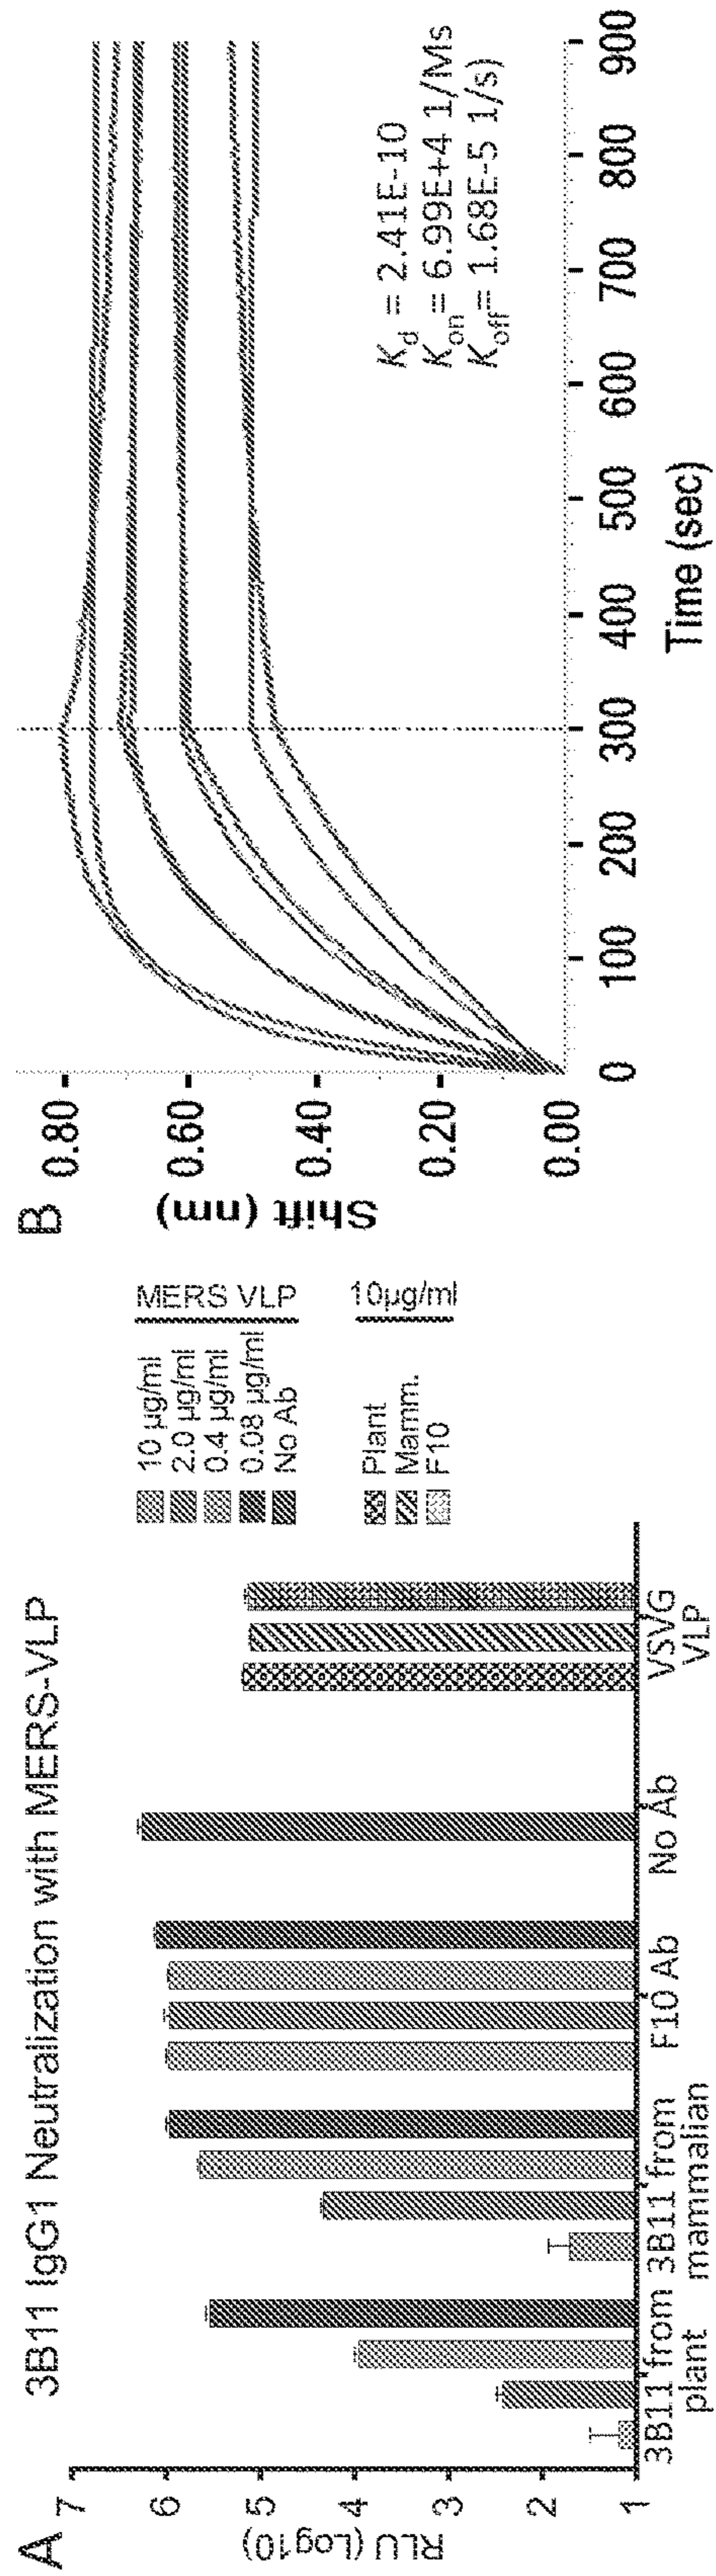 A
3B11 IgG1 Neutralization with MERS-VLP
RLU (Log10)
7
6
5
4
3
2
1
3B11 from plant
3B11 from mammalian
F10 Ab
No Ab
VSVG VLP
10 µg/ml
2.0 µg/ml
0.4 µg/ml
0.08 µg/ml
No Ab
MERS VLP
Plant
Mamm.
F10
10µg/ml
B
Shift (nm)
0.80
0.60
0.40
0.20
0.00
0 100 200 300 400 500 600 700 800 900
Time (sec)
Kd = 2.41E-10
Kon = 6.99E+4 1/Ms
Koff= 1.68E-5 1/s)